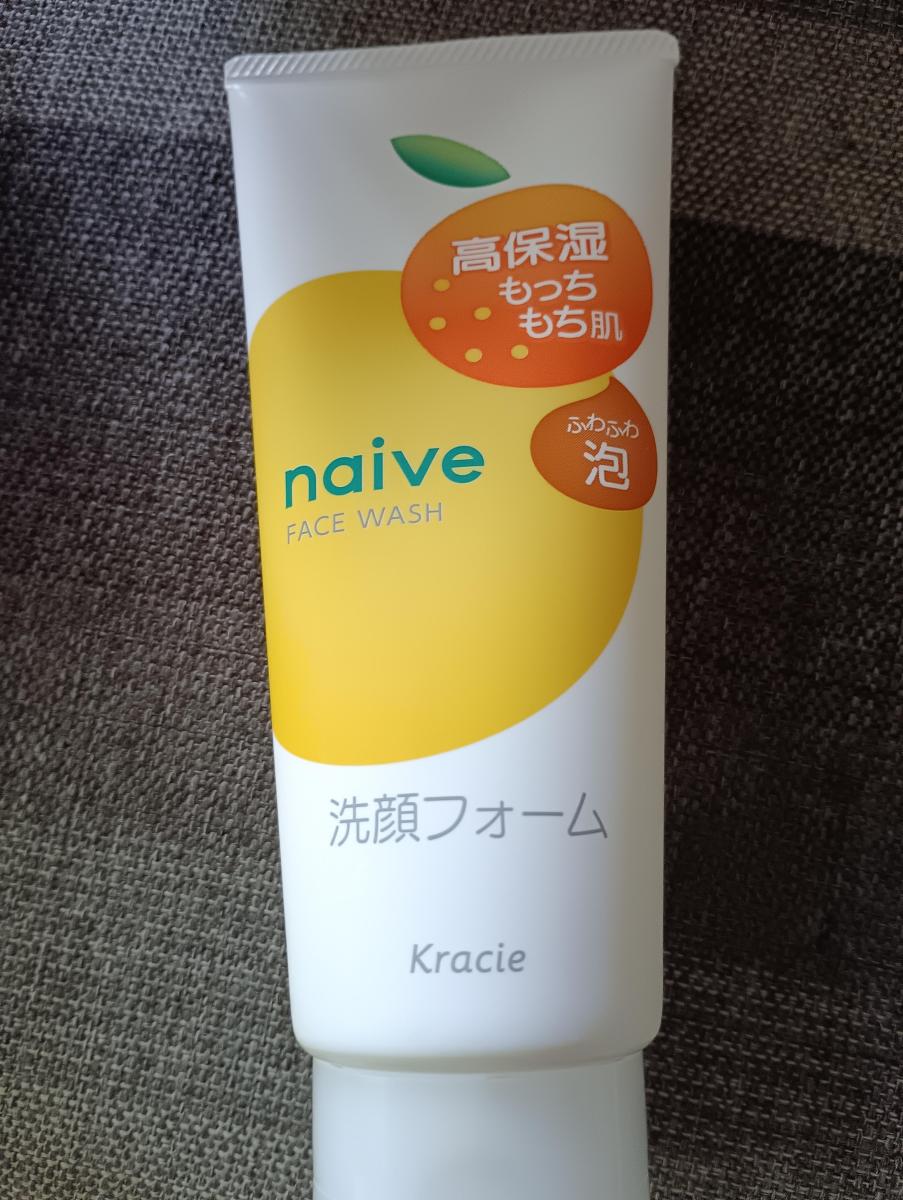 高保湿
もっち
もち肌
ふわふわ
泡
naive
FACE WASH
洗顔フォーム
Kracie